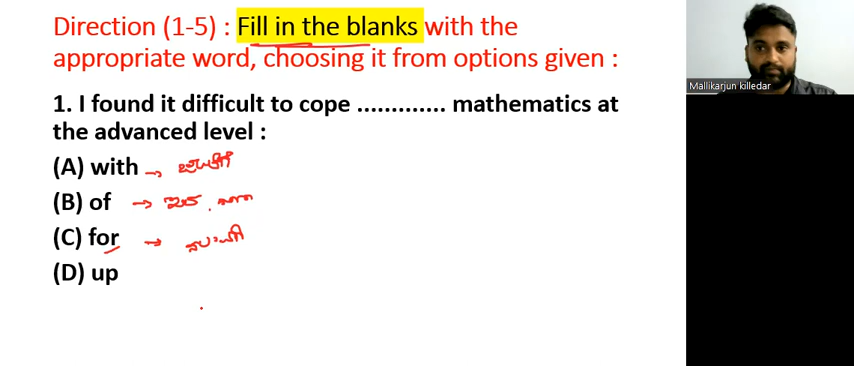 Direction (1-5) : Fill in the blanks with the
appropriate word, choosing it from options given :
Mallikarjun killedar
1. I found it difficult to cope ............. mathematics at
the advanced level :
(A) with →
(B) of →
(C) for →
(D) up